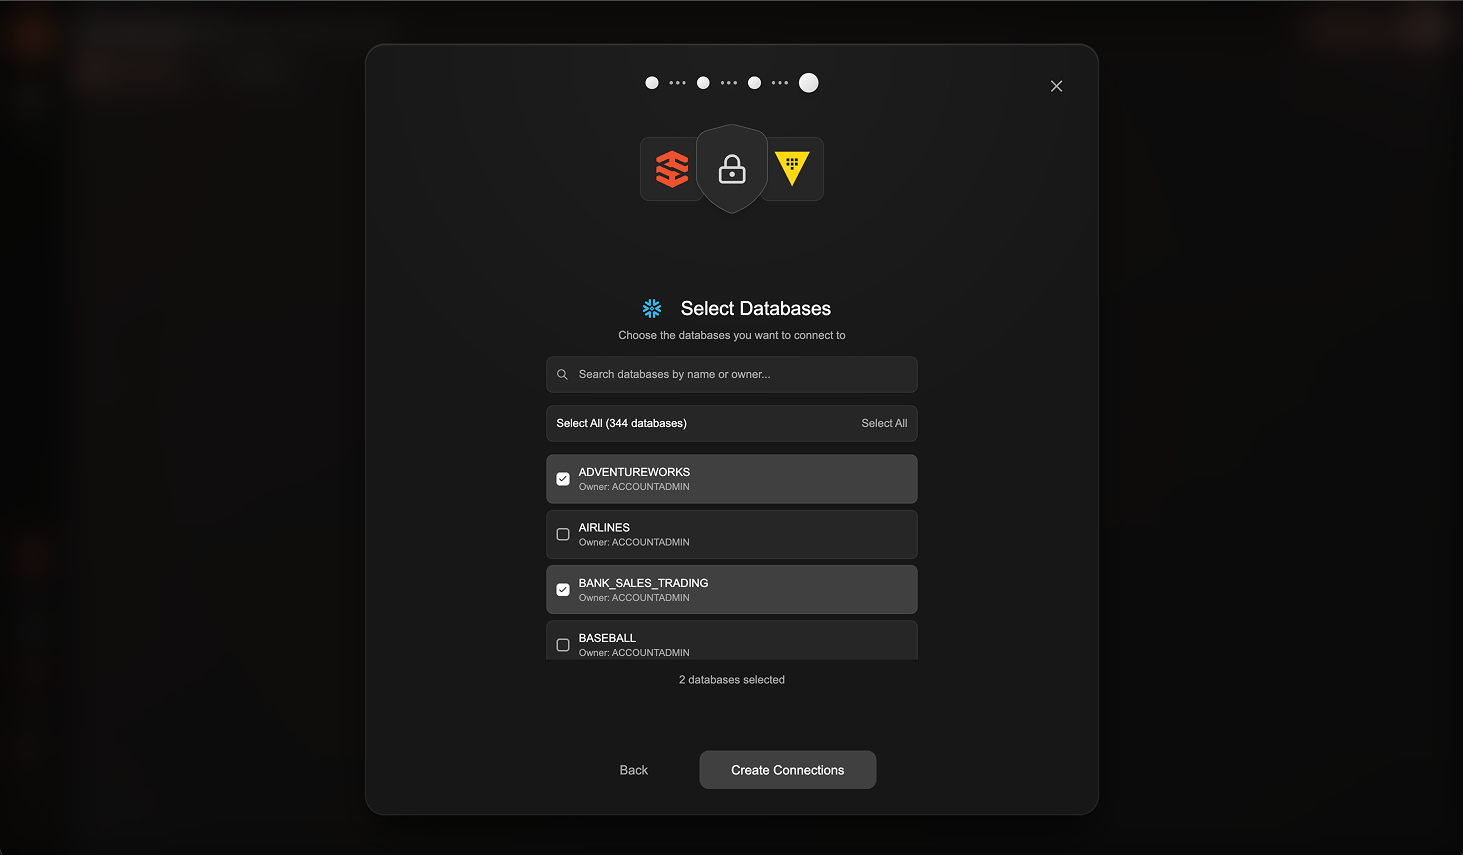 Select Databases
Choose the databases you want to connect to
Search databases by name or owner...
Select All (344 databases)
Select All
ADVENTUREWORKS
Owner: ACCOUNTADMIN
AIRLINES
Owner: ACCOUNTADMIN
BANK_SALES_TRADING
Owner: ACCOUNTADMIN
BASEBALL
Owner: ACCOUNTADMIN
2 databases selected
Back
Create Connections